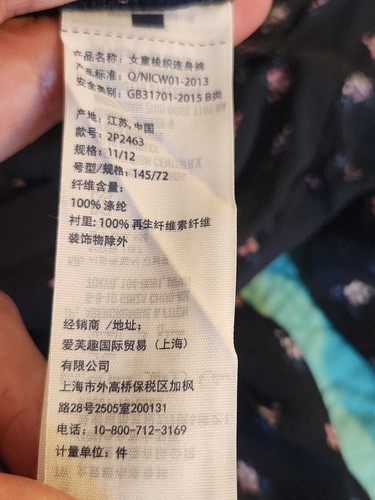 产品名称: 女童梭织连身裤
产品标准: Q/NICW01-2013
安全类别: GB31701-2015 B类
产地: 江苏,中国
款号: 2P2463
规格: 11/12
号型/规格: 145/72
纤维含量:
100% 涤纶
衬里: 100% 再生纤维素纤维
装饰物除外
经销商 /地址:
爱芙趣国际贸易 (上海)
有限公司
上海市外高桥保税区加枫
路28号2505室200131
电话: 10-800-712-3169
计量单位: 件